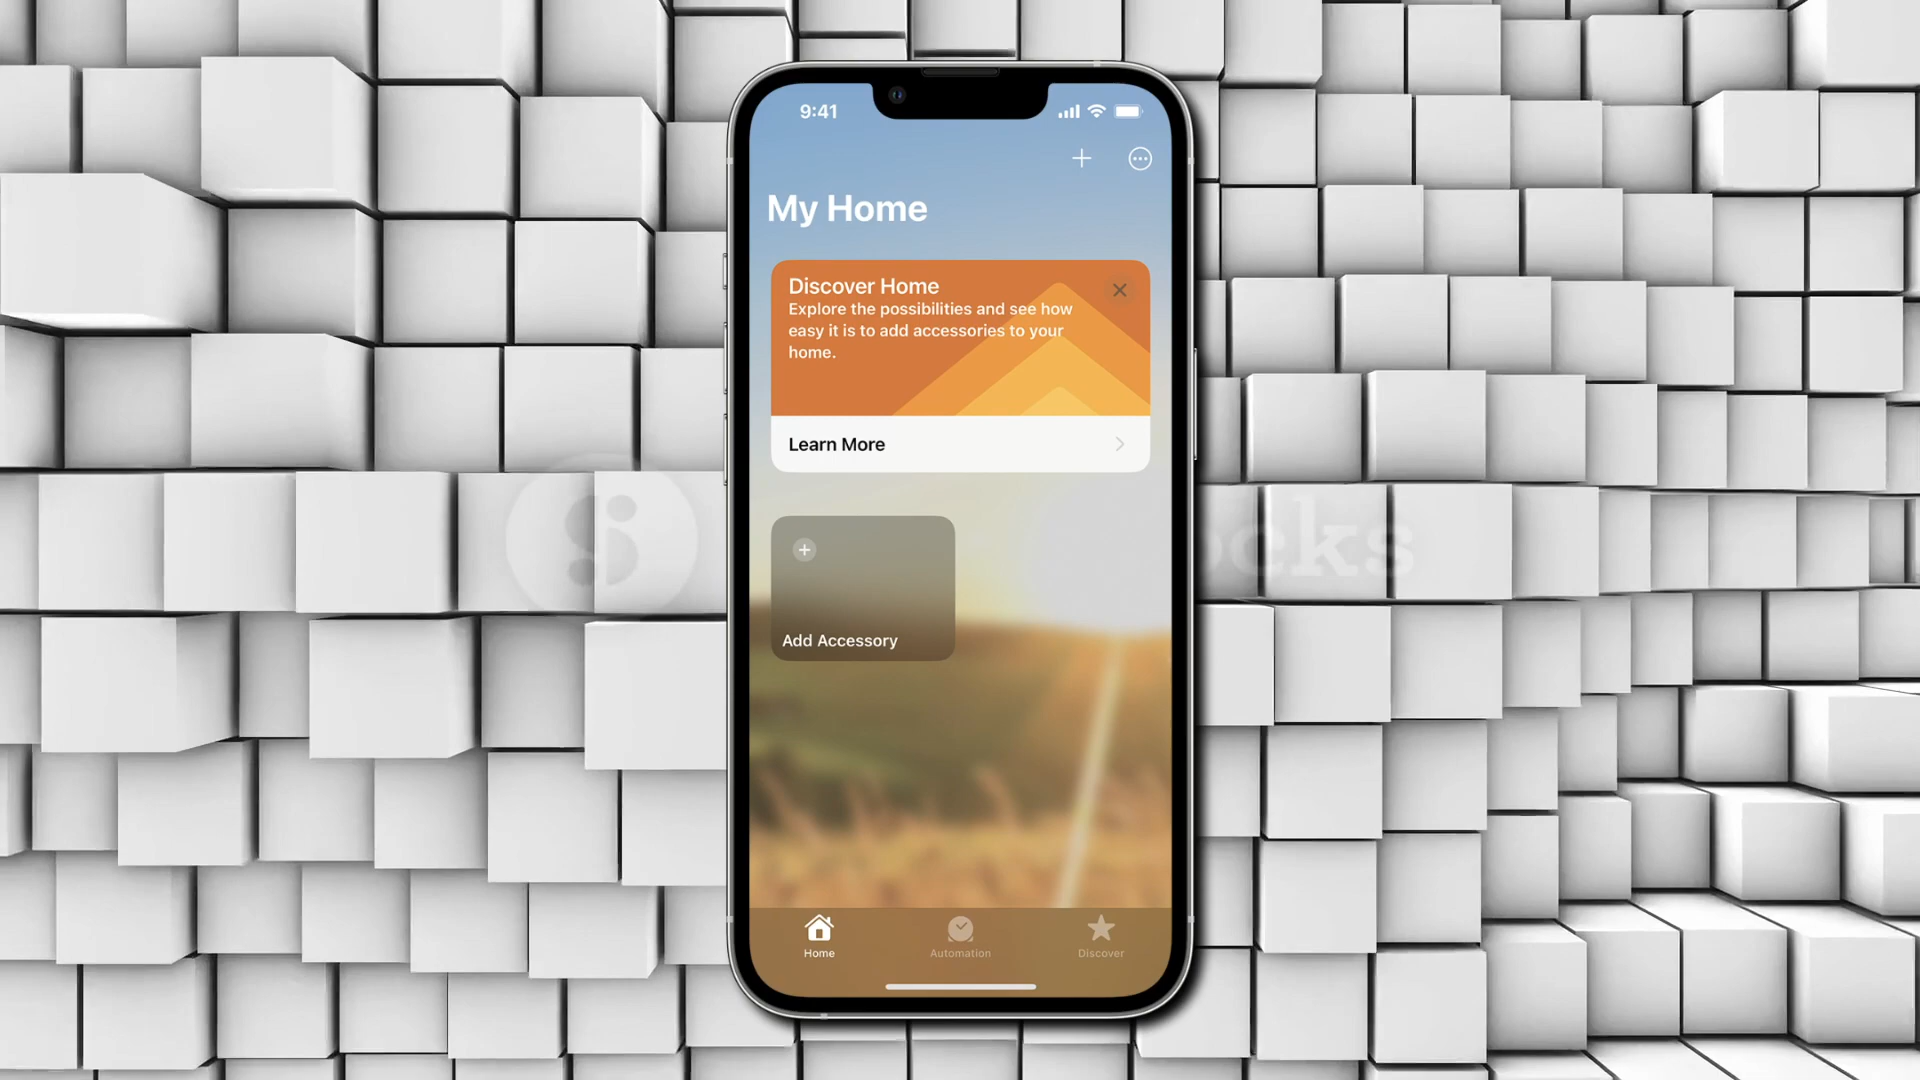 9:41
My Home
Discover Home
Explore the possibilities and see how
easy it is to add accessories to your
home.
Learn More
Add Accessory
Home
Automation
Discover